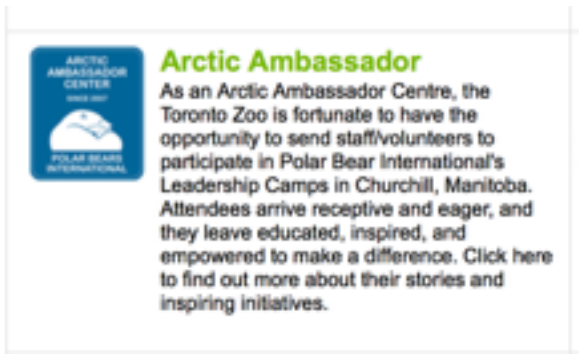 ARCTIC
AMBASSADOR
CENTER
SINCE 2007
POLAR BEARS
INTERNATIONAL
Arctic Ambassador
As an Arctic Ambassador Centre, the
Toronto Zoo is fortunate to have the
opportunity to send staff/volunteers to
participate in Polar Bear International's
Leadership Camps in Churchill, Manitoba.
Attendees arrive receptive and eager, and
they leave educated, inspired, and
empowered to make a difference. Click here
to find out more about their stories and
inspiring initiatives.